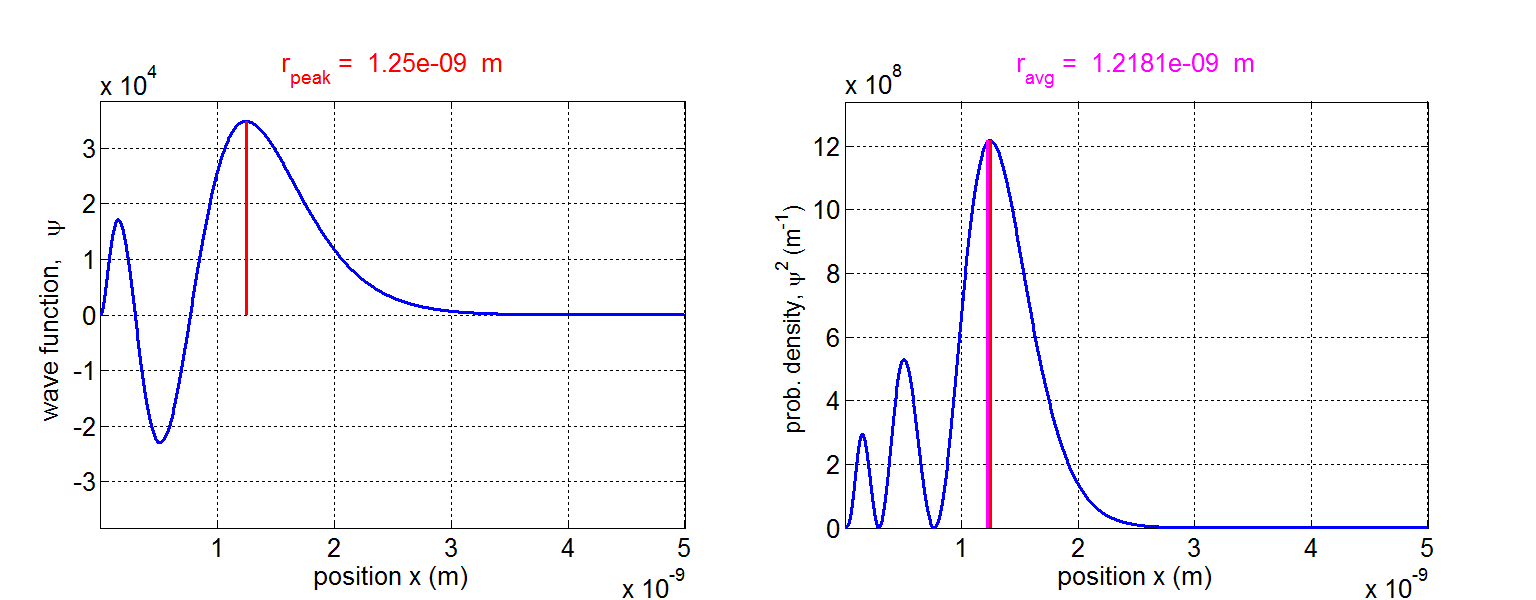 r_peak = 1.25e-09 m
x 10^4
3
2
1
0
-1
-2
-3
wave function, ψ
1 2 3 4 5
position x (m)
x 10^-9
r_avg = 1.2181e-09 m
x 10^8
12
10
8
6
4
2
0
prob. density, ψ^2 (m^-1)
1 2 3 4 5
position x (m)
x 10^-9